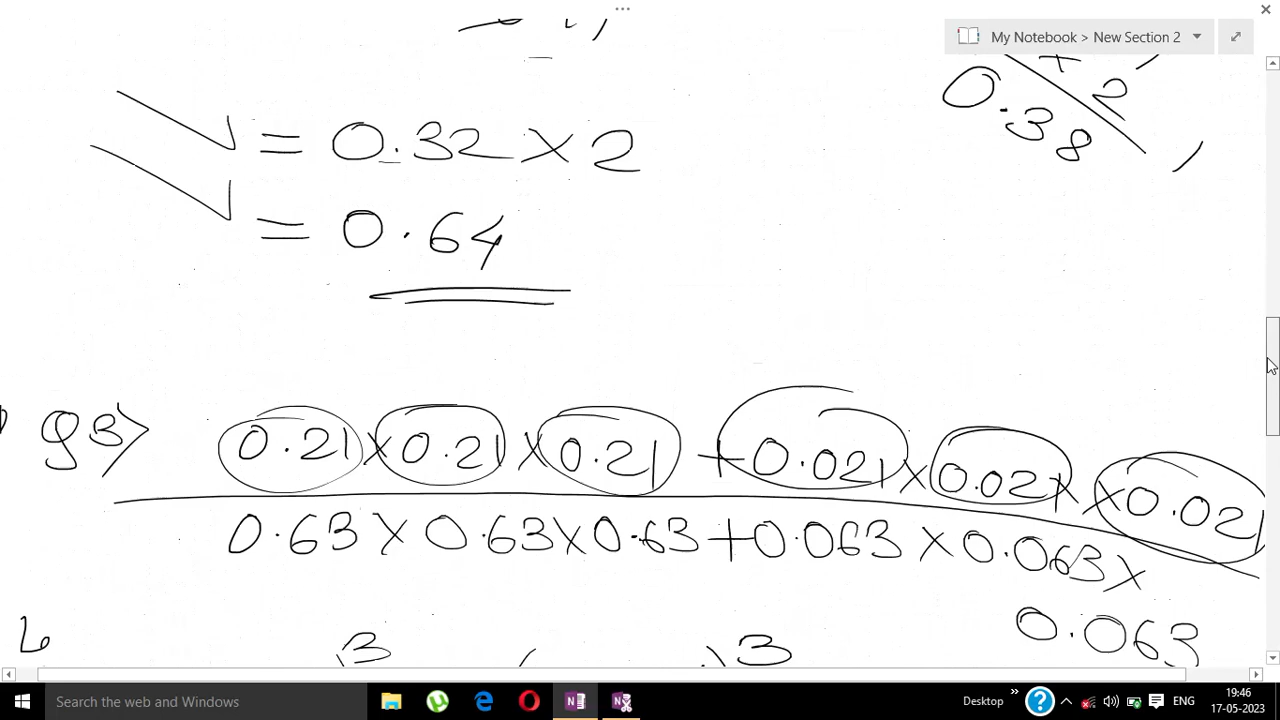 My Notebook > New Section 2
2
0.38 ,
= 0.32 × 2
= 0.64
93> 0.21 × 0.21 × 0.21 + 0.021 × 0.021 × 0.021
0.63 × 0.63 × 0.63 + 0.063 × 0.063 ×
0.063
3 3
Search the web and Windows
Desktop
ENG
19:46
17-05-2023